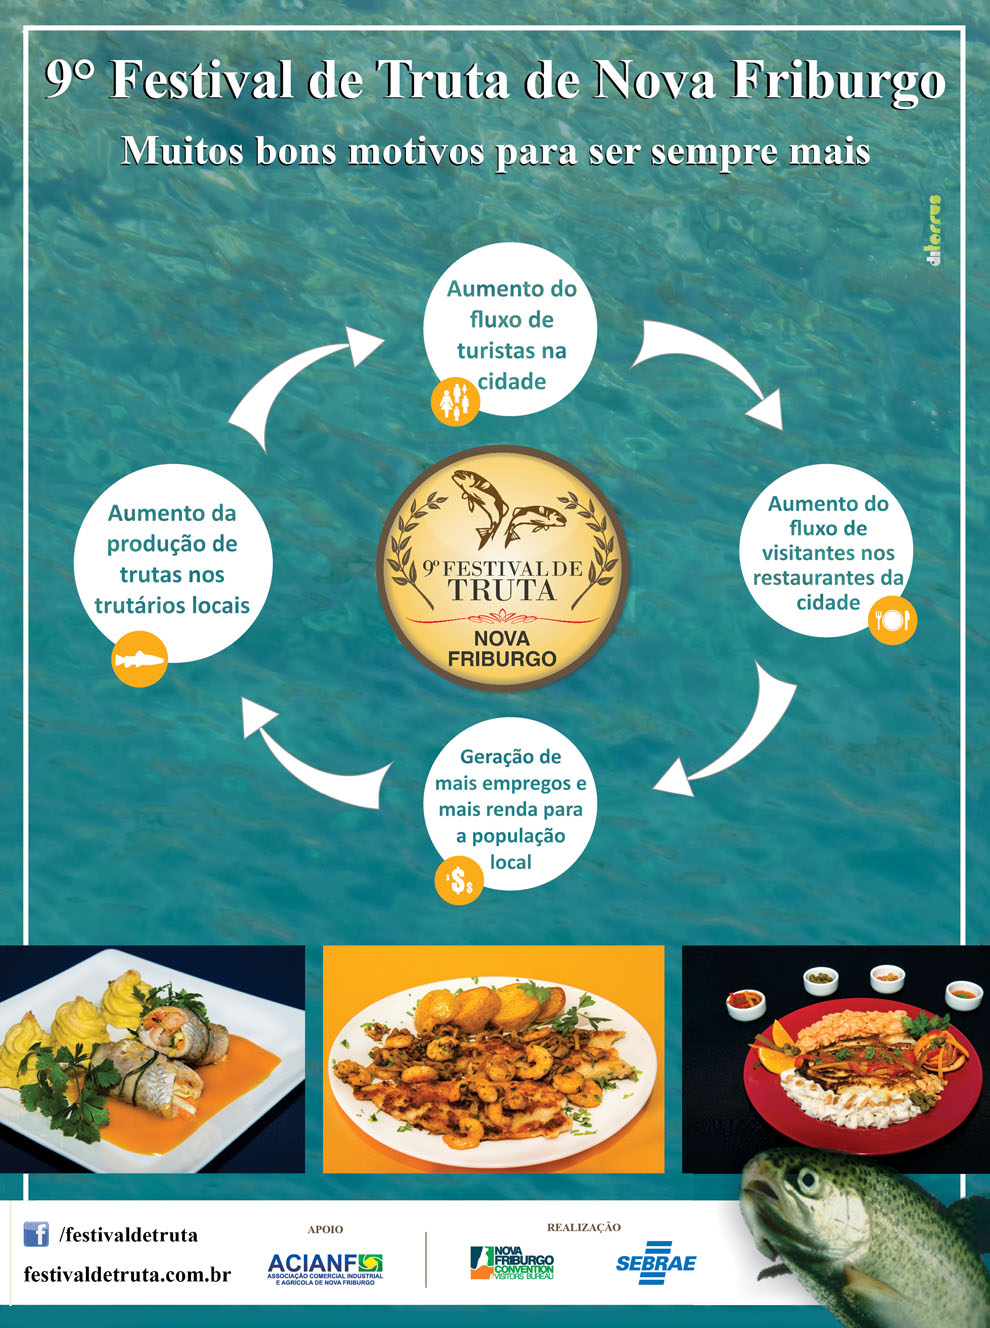 9° Festival de Truta de Nova Friburgo
Muitos bons motivos para ser sempre mais
diterrus
Aumento do
fluxo de
turistas na
cidade
Aumento da
produção de
trutas nos
trutários locais
9º FESTIVAL DE
TRUTA
NOVA
FRIBURGO
Aumento do
fluxo de
visitantes nos
restaurantes da
cidade
Geração de
mais empregos e
mais renda para
a população
local
$ $
/festivaldetruta
festivaldetruta.com.br
APOIO
ACIANF
ASSOCIAÇÃO COMERCIAL INDUSTRIAL
E AGRÍCOLA DE NOVA FRIBURGO
REALIZAÇÃO
NOVA
FRIBURGO
CONVENTION
VISITORS BUREAU
SEBRAE